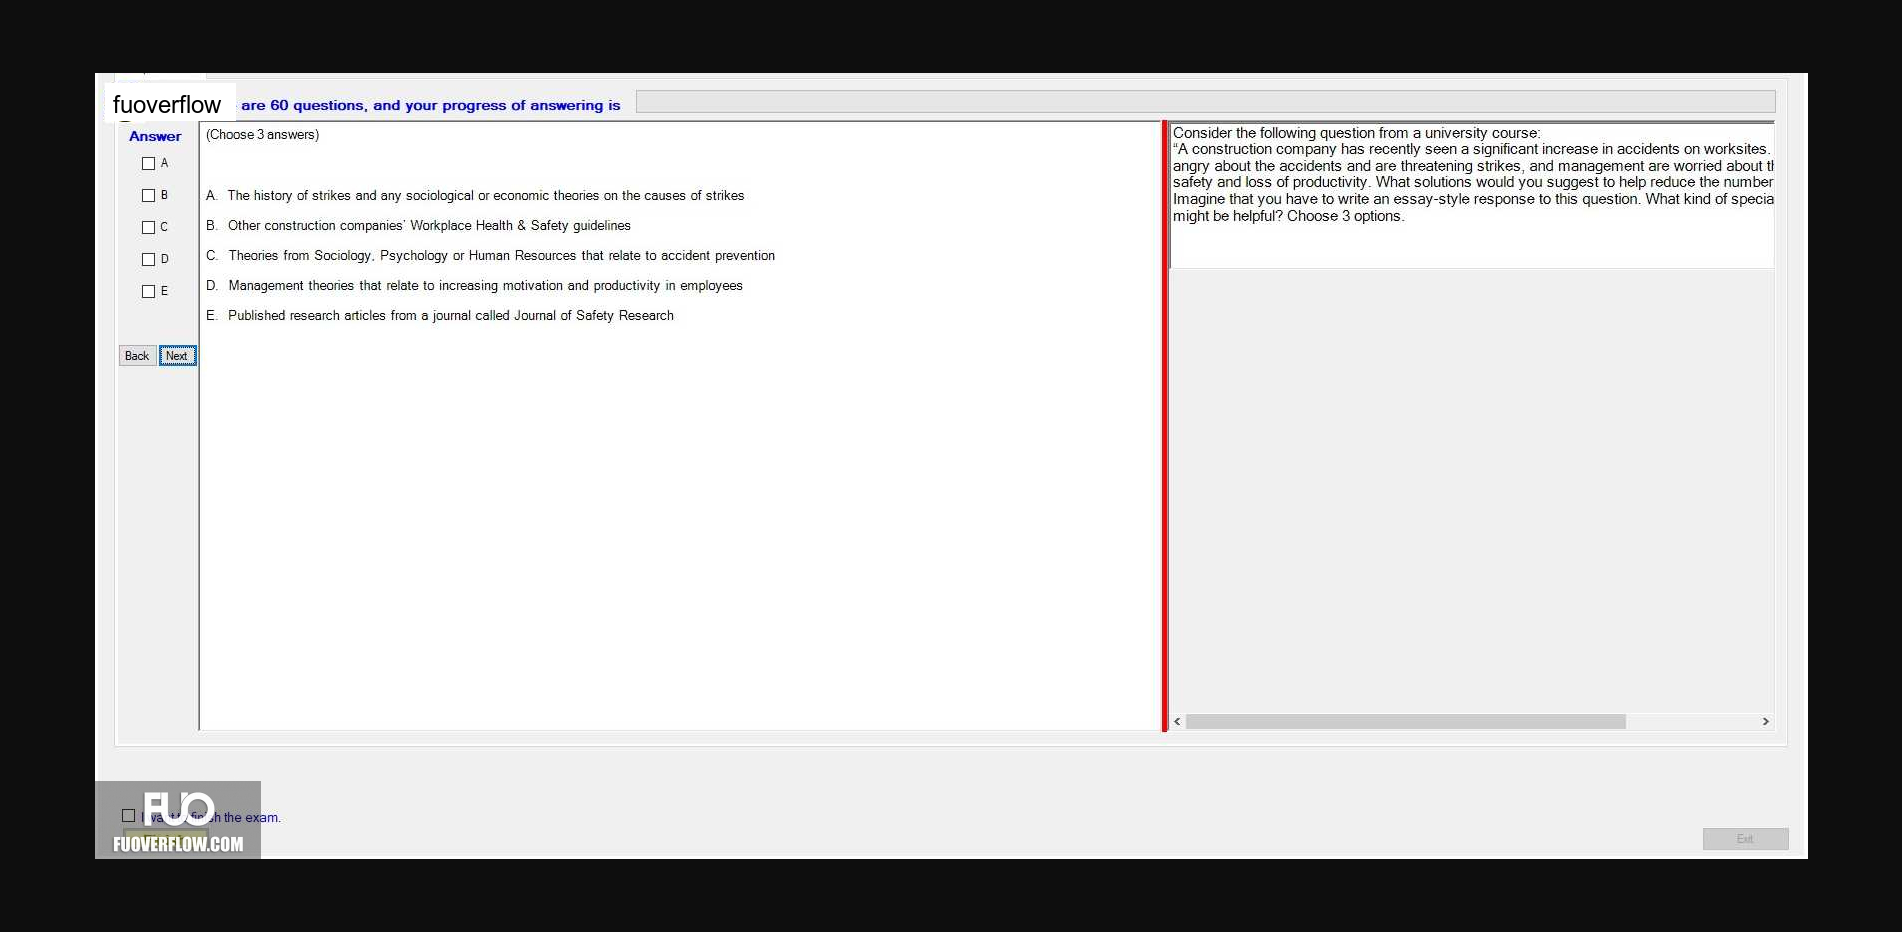 fuoverflow are 60 questions, and your progress of answering is
Answer
A
B
C
D
E
Back Next
(Choose 3 answers)
A. The history of strikes and any sociological or economic theories on the causes of strikes
B. Other construction companies' Workplace Health & Safety guidelines
C. Theories from Sociology, Psychology or Human Resources that relate to accident prevention
D. Management theories that relate to increasing motivation and productivity in employees
E. Published research articles from a journal called Journal of Safety Research
Consider the following question from a university course:
“A construction company has recently seen a significant increase in accidents on worksites.
angry about the accidents and are threatening strikes, and management are worried about
safety and loss of productivity. What solutions would you suggest to help reduce the number
Imagine that you have to write an essay-style response to this question. What kind of
might be helpful? Choose 3 options.
the exam.
FUO
FUOVERFLOW.COM
Exit